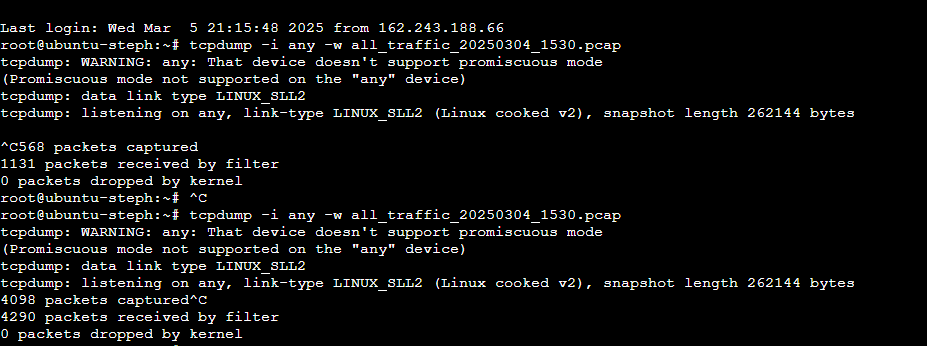 Last login: Wed Mar  5 21:15:48 2025 from 162.243.188.66
root@ubuntu-steph:~# tcpdump -i any -w all_traffic_20250304_1530.pcap
tcpdump: WARNING: any: That device doesn't support promiscuous mode
(Promiscuous mode not supported on the "any" device)
tcpdump: data link type LINUX_SLL2
tcpdump: listening on any, link-type LINUX_SLL2 (Linux cooked v2), snapshot length 262144 bytes
^C568 packets captured
1131 packets received by filter
0 packets dropped by kernel
root@ubuntu-steph:~# ^C
root@ubuntu-steph:~# tcpdump -i any -w all_traffic_20250304_1530.pcap
tcpdump: WARNING: any: That device doesn't support promiscuous mode
(Promiscuous mode not supported on the "any" device)
tcpdump: data link type LINUX_SLL2
tcpdump: listening on any, link-type LINUX_SLL2 (Linux cooked v2), snapshot length 262144 bytes
4098 packets captured^C
4290 packets received by filter
0 packets dropped by kernel